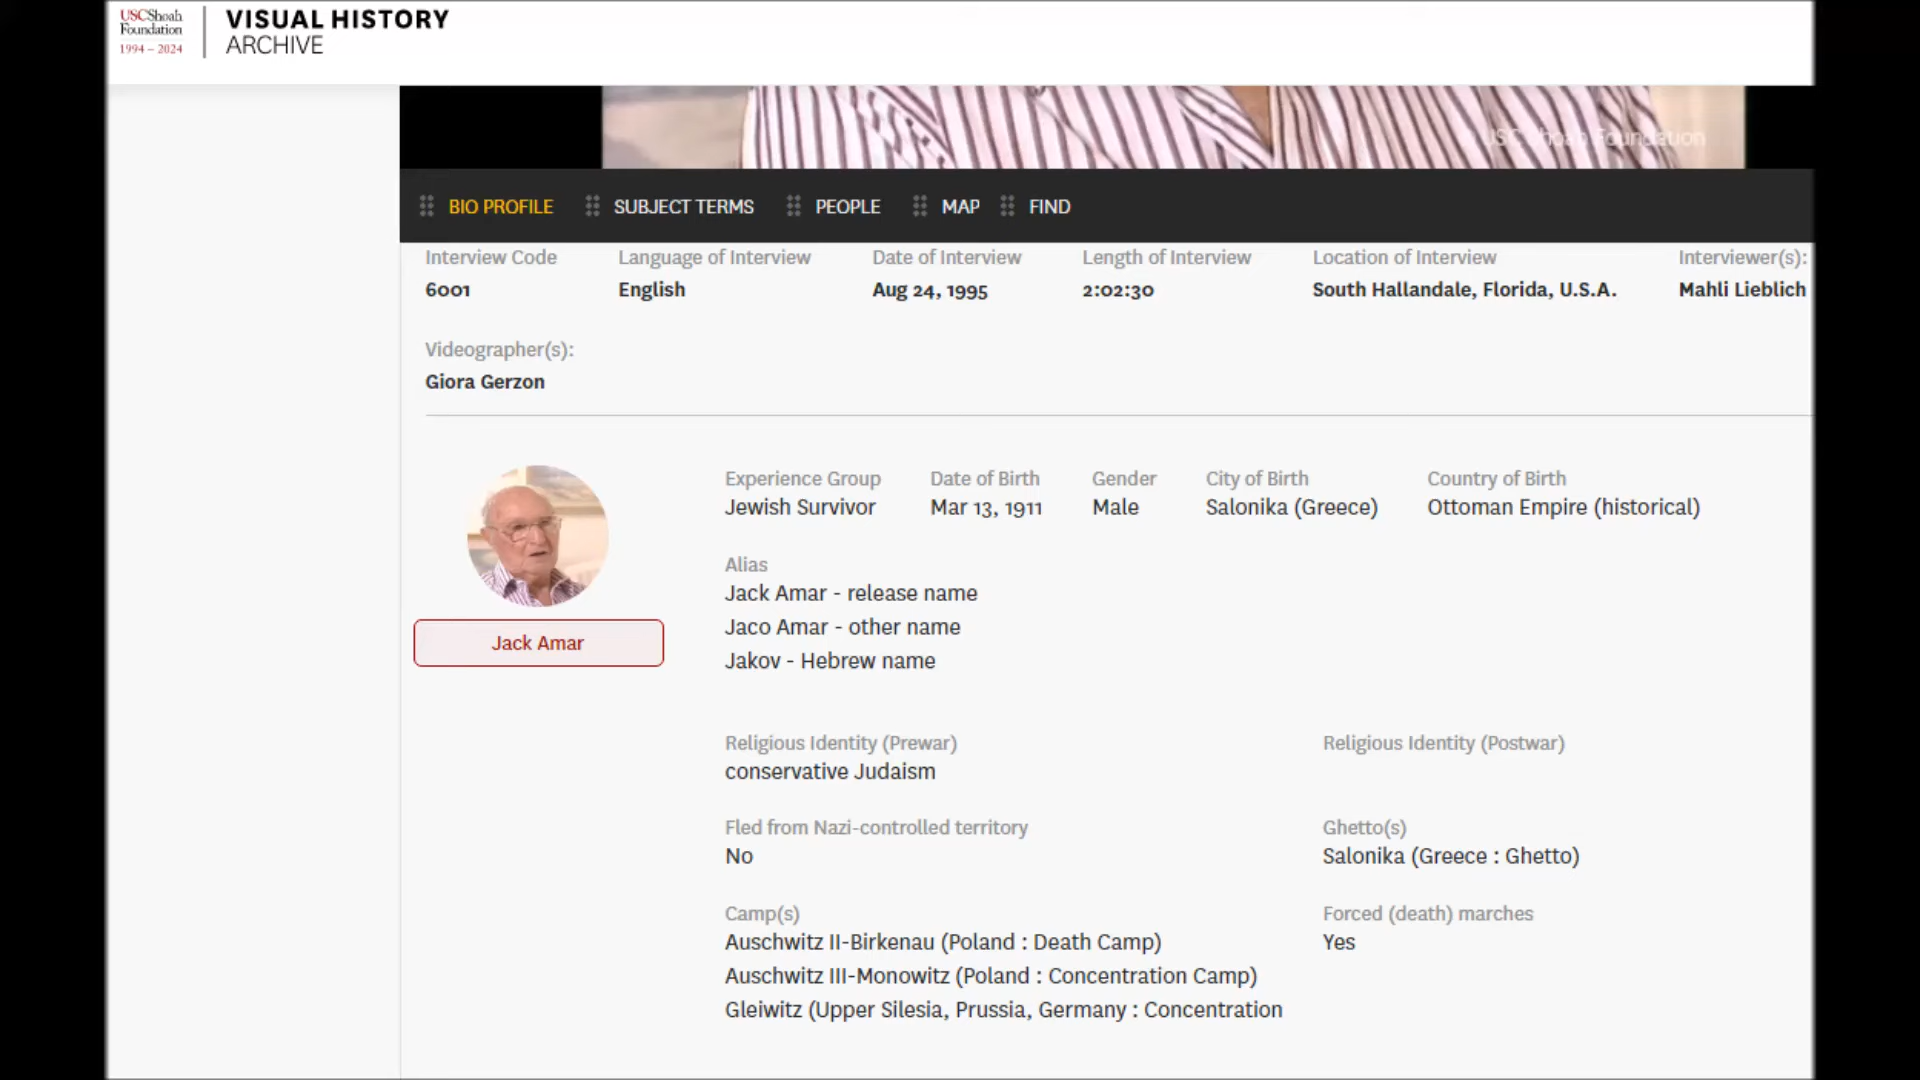 USCShoah
Foundation
1994 – 2024
VISUAL HISTORY
ARCHIVE
USC Shoah Foundation
BIO PROFILE
SUBJECT TERMS
PEOPLE
MAP
FIND
Interview Code
6001
Language of Interview
English
Date of Interview
Aug 24, 1995
Length of Interview
2:02:30
Location of Interview
South Hallandale, Florida, U.S.A.
Interviewer(s):
Mahli Lieblich
Videographer(s):
Giora Gerzon
Jack Amar
Experience Group
Jewish Survivor
Date of Birth
Mar 13, 1911
Gender
Male
City of Birth
Salonika (Greece)
Country of Birth
Ottoman Empire (historical)
Alias
Jack Amar - release name
Jaco Amar - other name
Jakov - Hebrew name
Religious Identity (Prewar)
conservative Judaism
Religious Identity (Postwar)
Fled from Nazi-controlled territory
No
Ghetto(s)
Salonika (Greece : Ghetto)
Camp(s)
Auschwitz II-Birkenau (Poland : Death Camp)
Auschwitz III-Monowitz (Poland : Concentration Camp)
Gleiwitz (Upper Silesia, Prussia, Germany : Concentration
Forced (death) marches
Yes